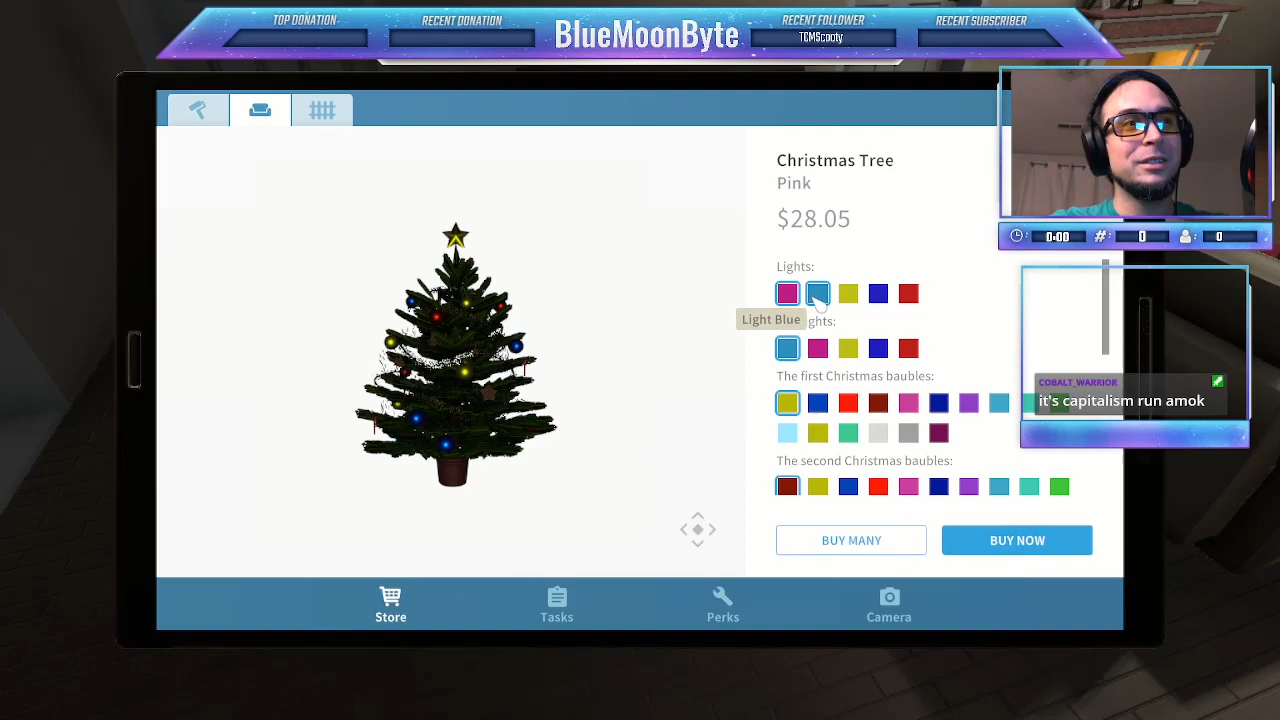 TOP DONATION
RECENT DONATION
BlueMoonByte
RECENT FOLLOWER
TCMScooty
RECENT SUBSCRIBER
Christmas Tree
Pink
$28.05
0:00
#:
0
0
Lights:
Light Blue
ghts:
The first Christmas baubles:
COBALT_WARRIOR
it's capitalism run amok
The second Christmas baubles:
BUY MANY
BUY NOW
Store
Tasks
Perks
Camera